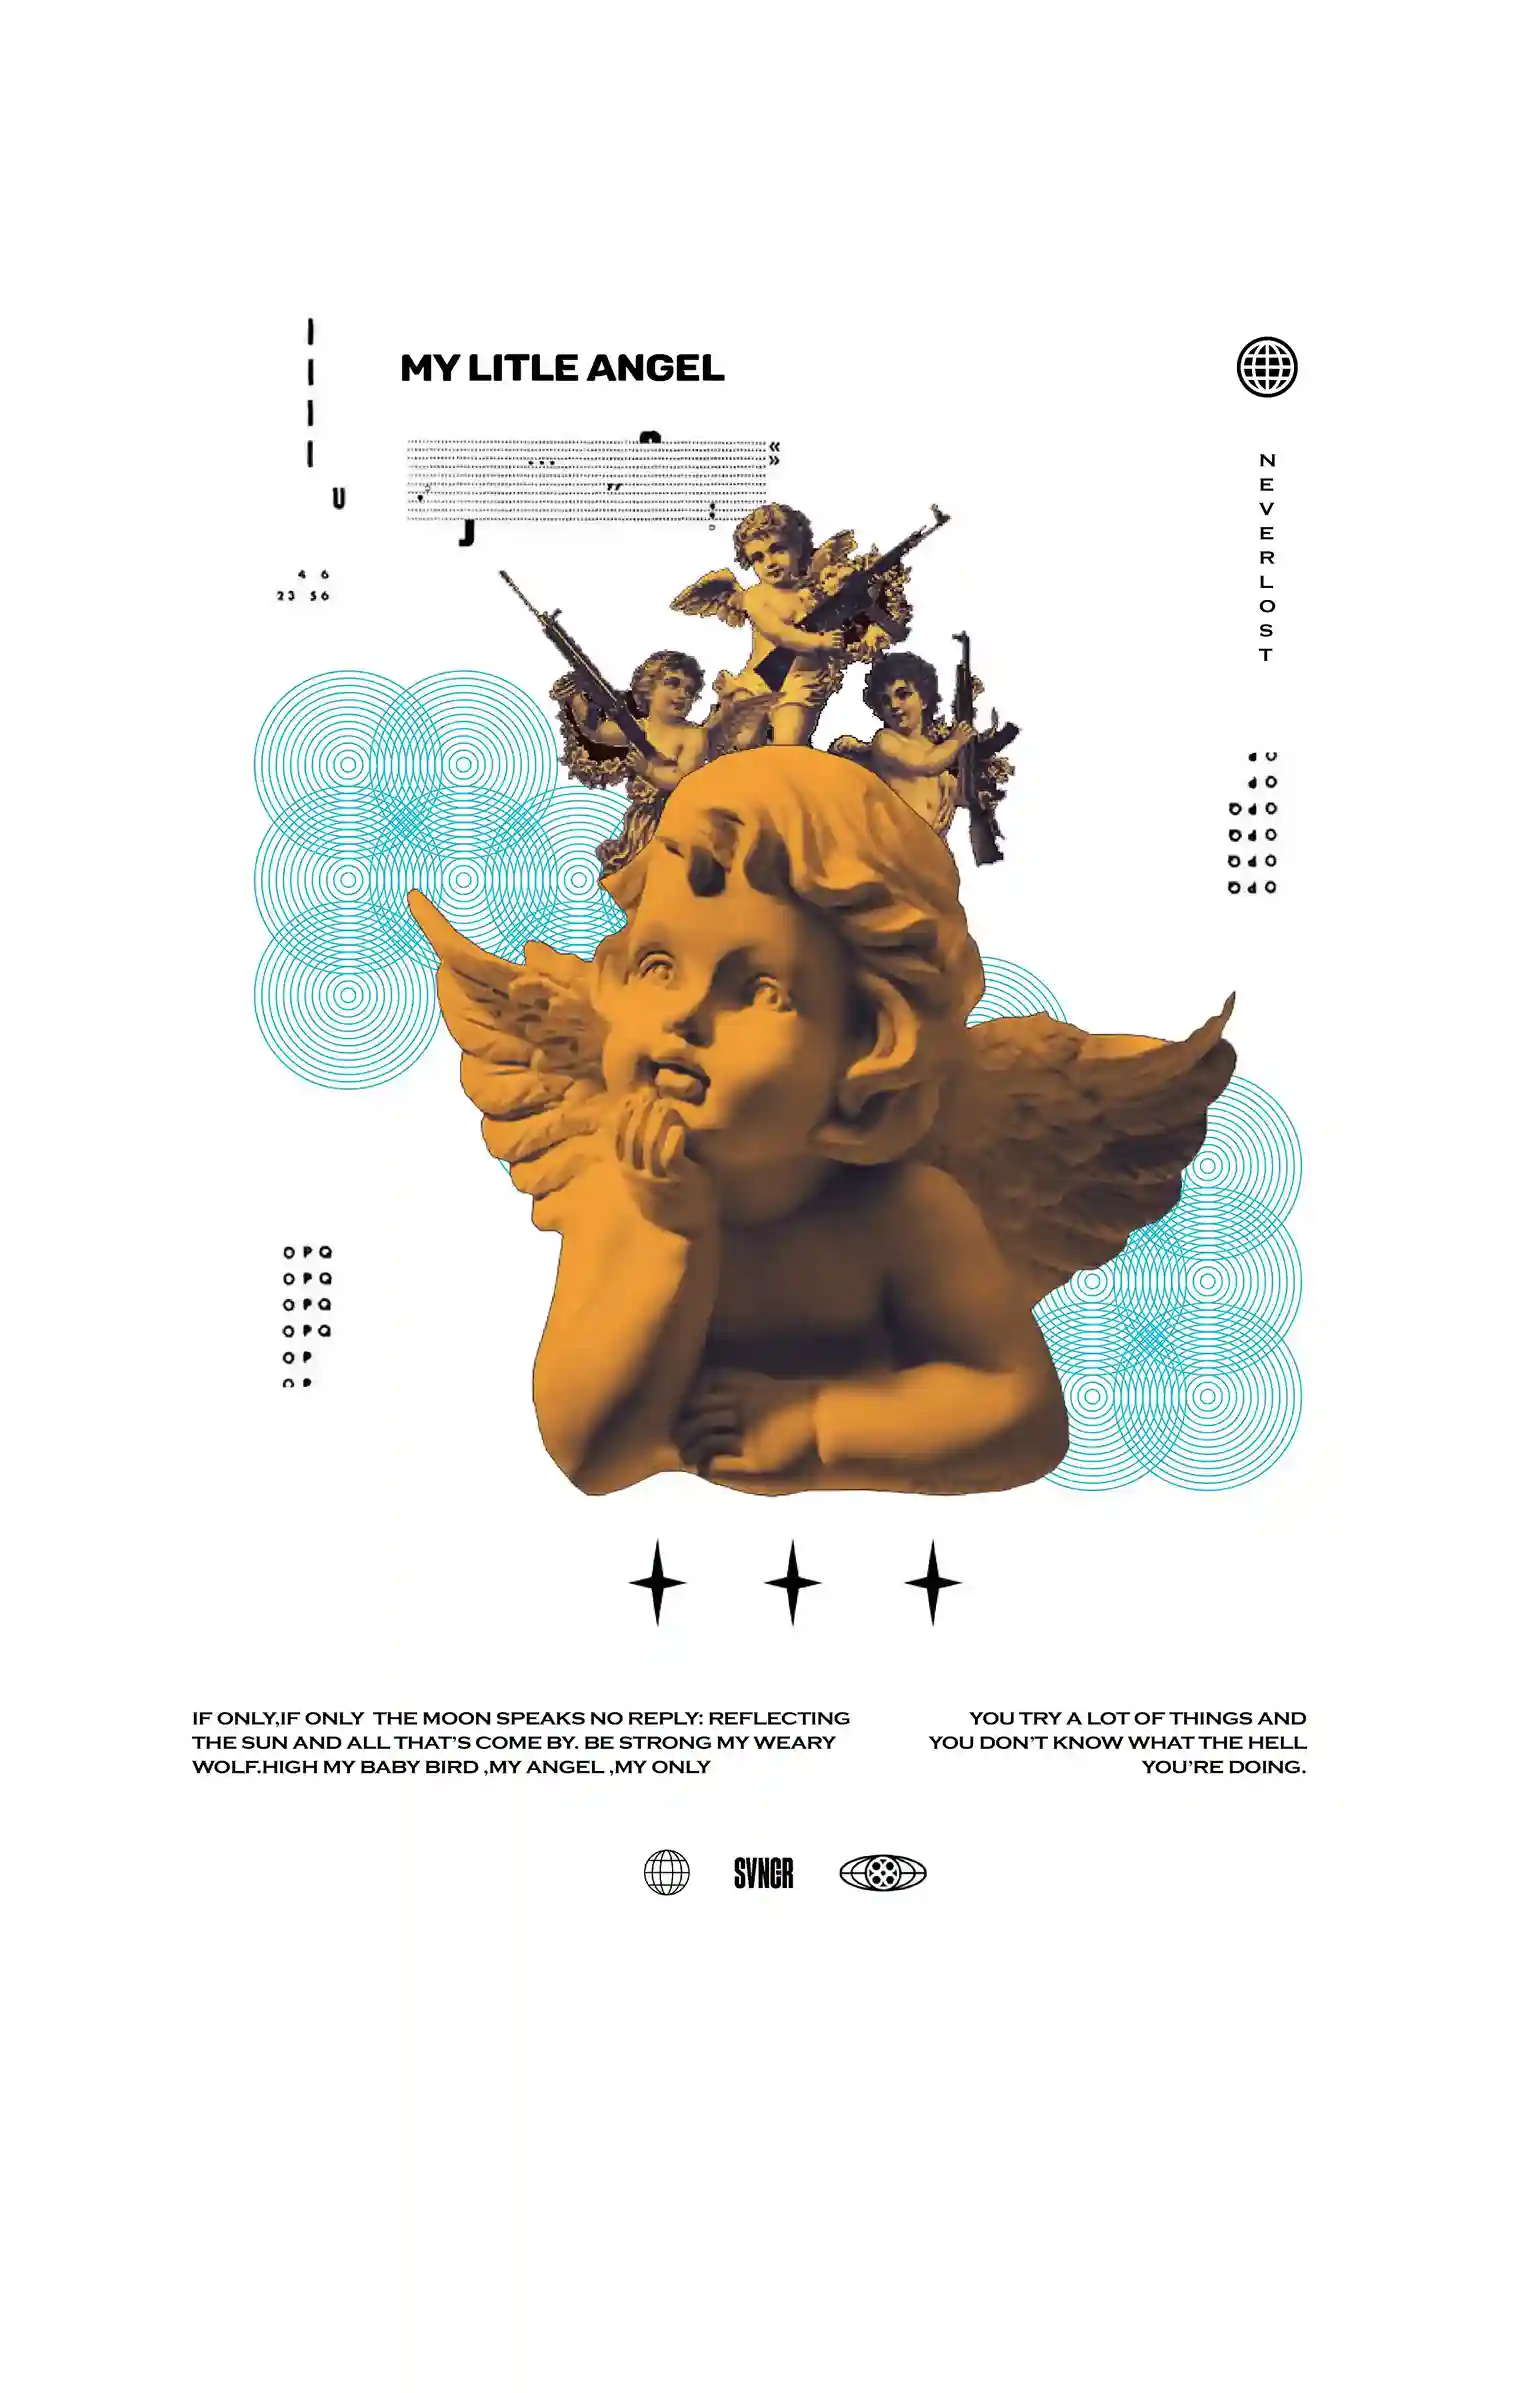 MY LITLE ANGEL
«
»
U
J
4 6
23 56
NEVERLOST
O P Q
O P Q
O P Q
O P Q
O P
O P
IF ONLY,IF ONLY THE MOON SPEAKS NO REPLY: REFLECTING
THE SUN AND ALL THAT'S COME BY. BE STRONG MY WEARY
WOLF.HIGH MY BABY BIRD ,MY ANGEL ,MY ONLY
YOU TRY A LOT OF THINGS AND
YOU DON'T KNOW WHAT THE HELL
YOU'RE DOING.
SVNCR